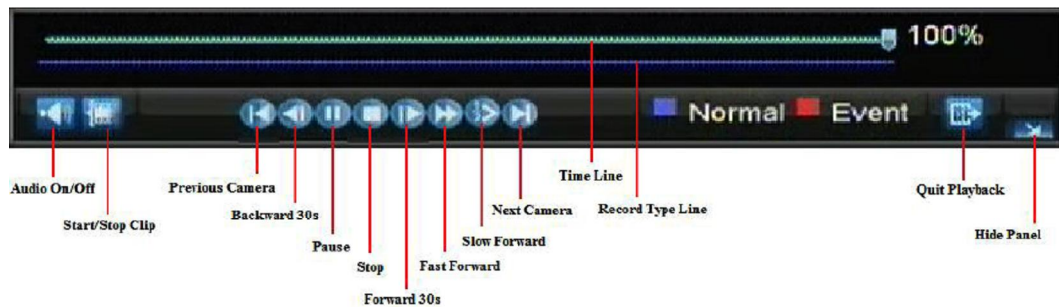 100%
Normal Event
Audio On/Off
Start/Stop Clip
Previous Camera
Backward 30s
Pause
Stop
Forward 30s
Fast Forward
Slow Forward
Next Camera
Time Line
Record Type Line
Quit Playback
Hide Panel